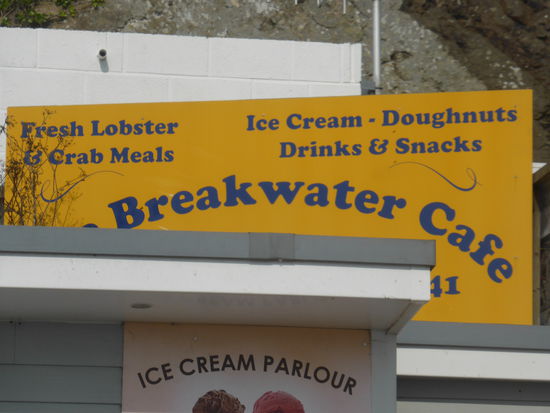 Fresh Lobster
& Crab Meals
Ice Cream - Doughnuts
Drinks & Snacks
Breakwater Cafe
41
ICE CREAM PARLOUR